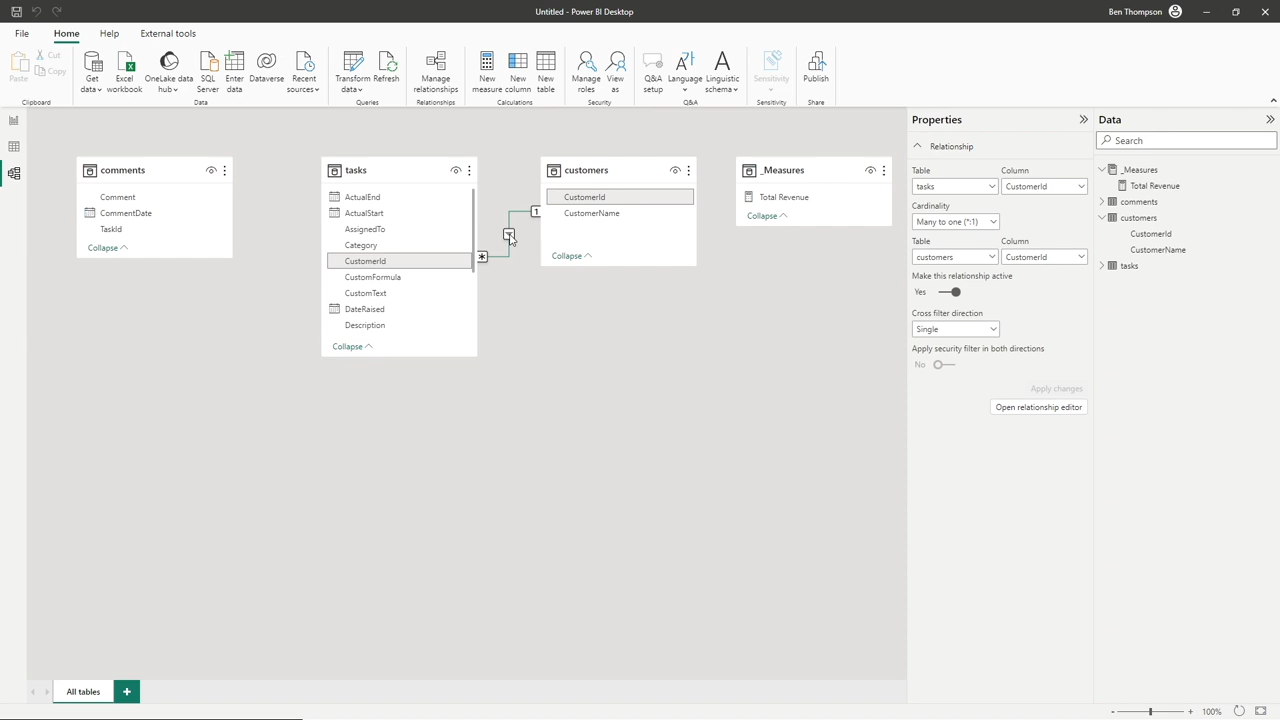 Untitled - Power BI Desktop
Ben Thompson
File
Home
Help
External tools
Paste
Cut
Copy
Clipboard
Get data
Excel workbook
OneLake data hub
SQL Server
Enter data
Dataverse
Recent sources
Data
Transform data
Refresh
Queries
Manage relationships
Relationships
New measure
New column
New table
Calculations
Manage roles
View as
Security
Q&A setup
Language
Linguistic schema
Q&A
Sensitivity
Sensitivity
Publish
Share
comments
Comment
CommentDate
TaskId
Collapse
tasks
ActualEnd
ActualStart
AssignedTo
Category
CustomerId
CustomFormula
CustomText
DateRaised
Description
Collapse
*
1
customers
CustomerId
CustomerName
Collapse
_Measures
Total Revenue
Collapse
Properties
Relationship
Table
Column
tasks
CustomerId
Cardinality
Many to one (*:1)
Table
Column
customers
CustomerId
Make this relationship active
Yes
Cross filter direction
Single
Apply security filter in both directions
No
Apply changes
Open relationship editor
Data
Search
_Measures
Total Revenue
comments
customers
CustomerId
CustomerName
tasks
All tables
+
- + 100%